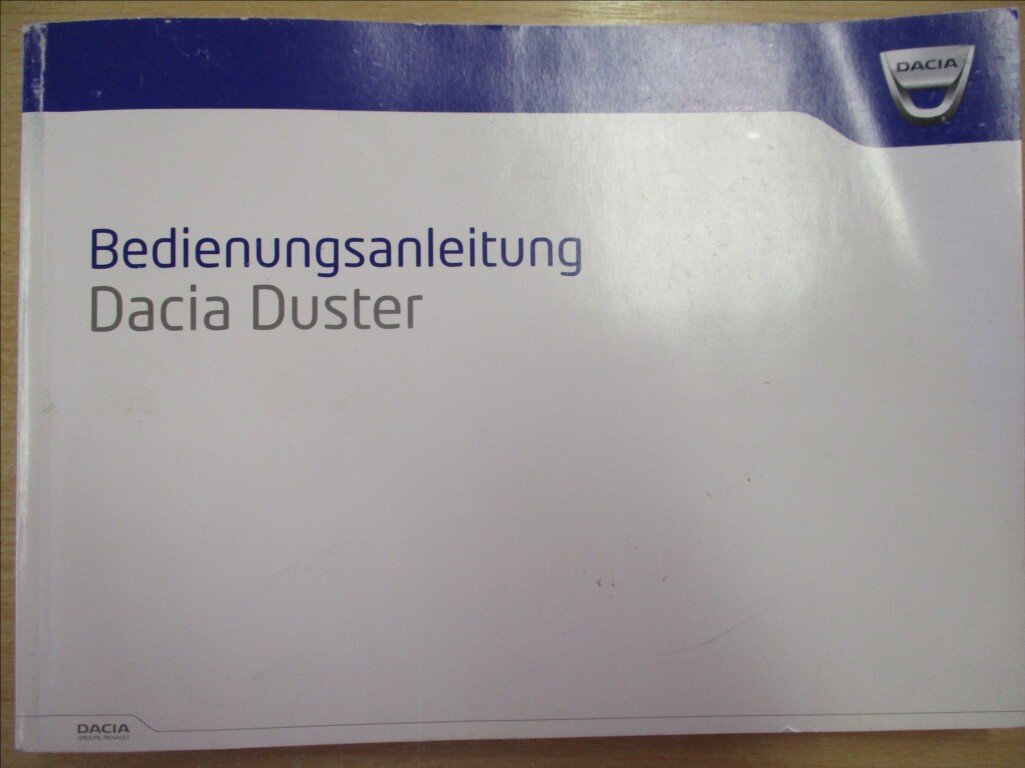 DACIA
Bedienungsanleitung
Dacia Duster
DACIA
GROUPE RENAULT